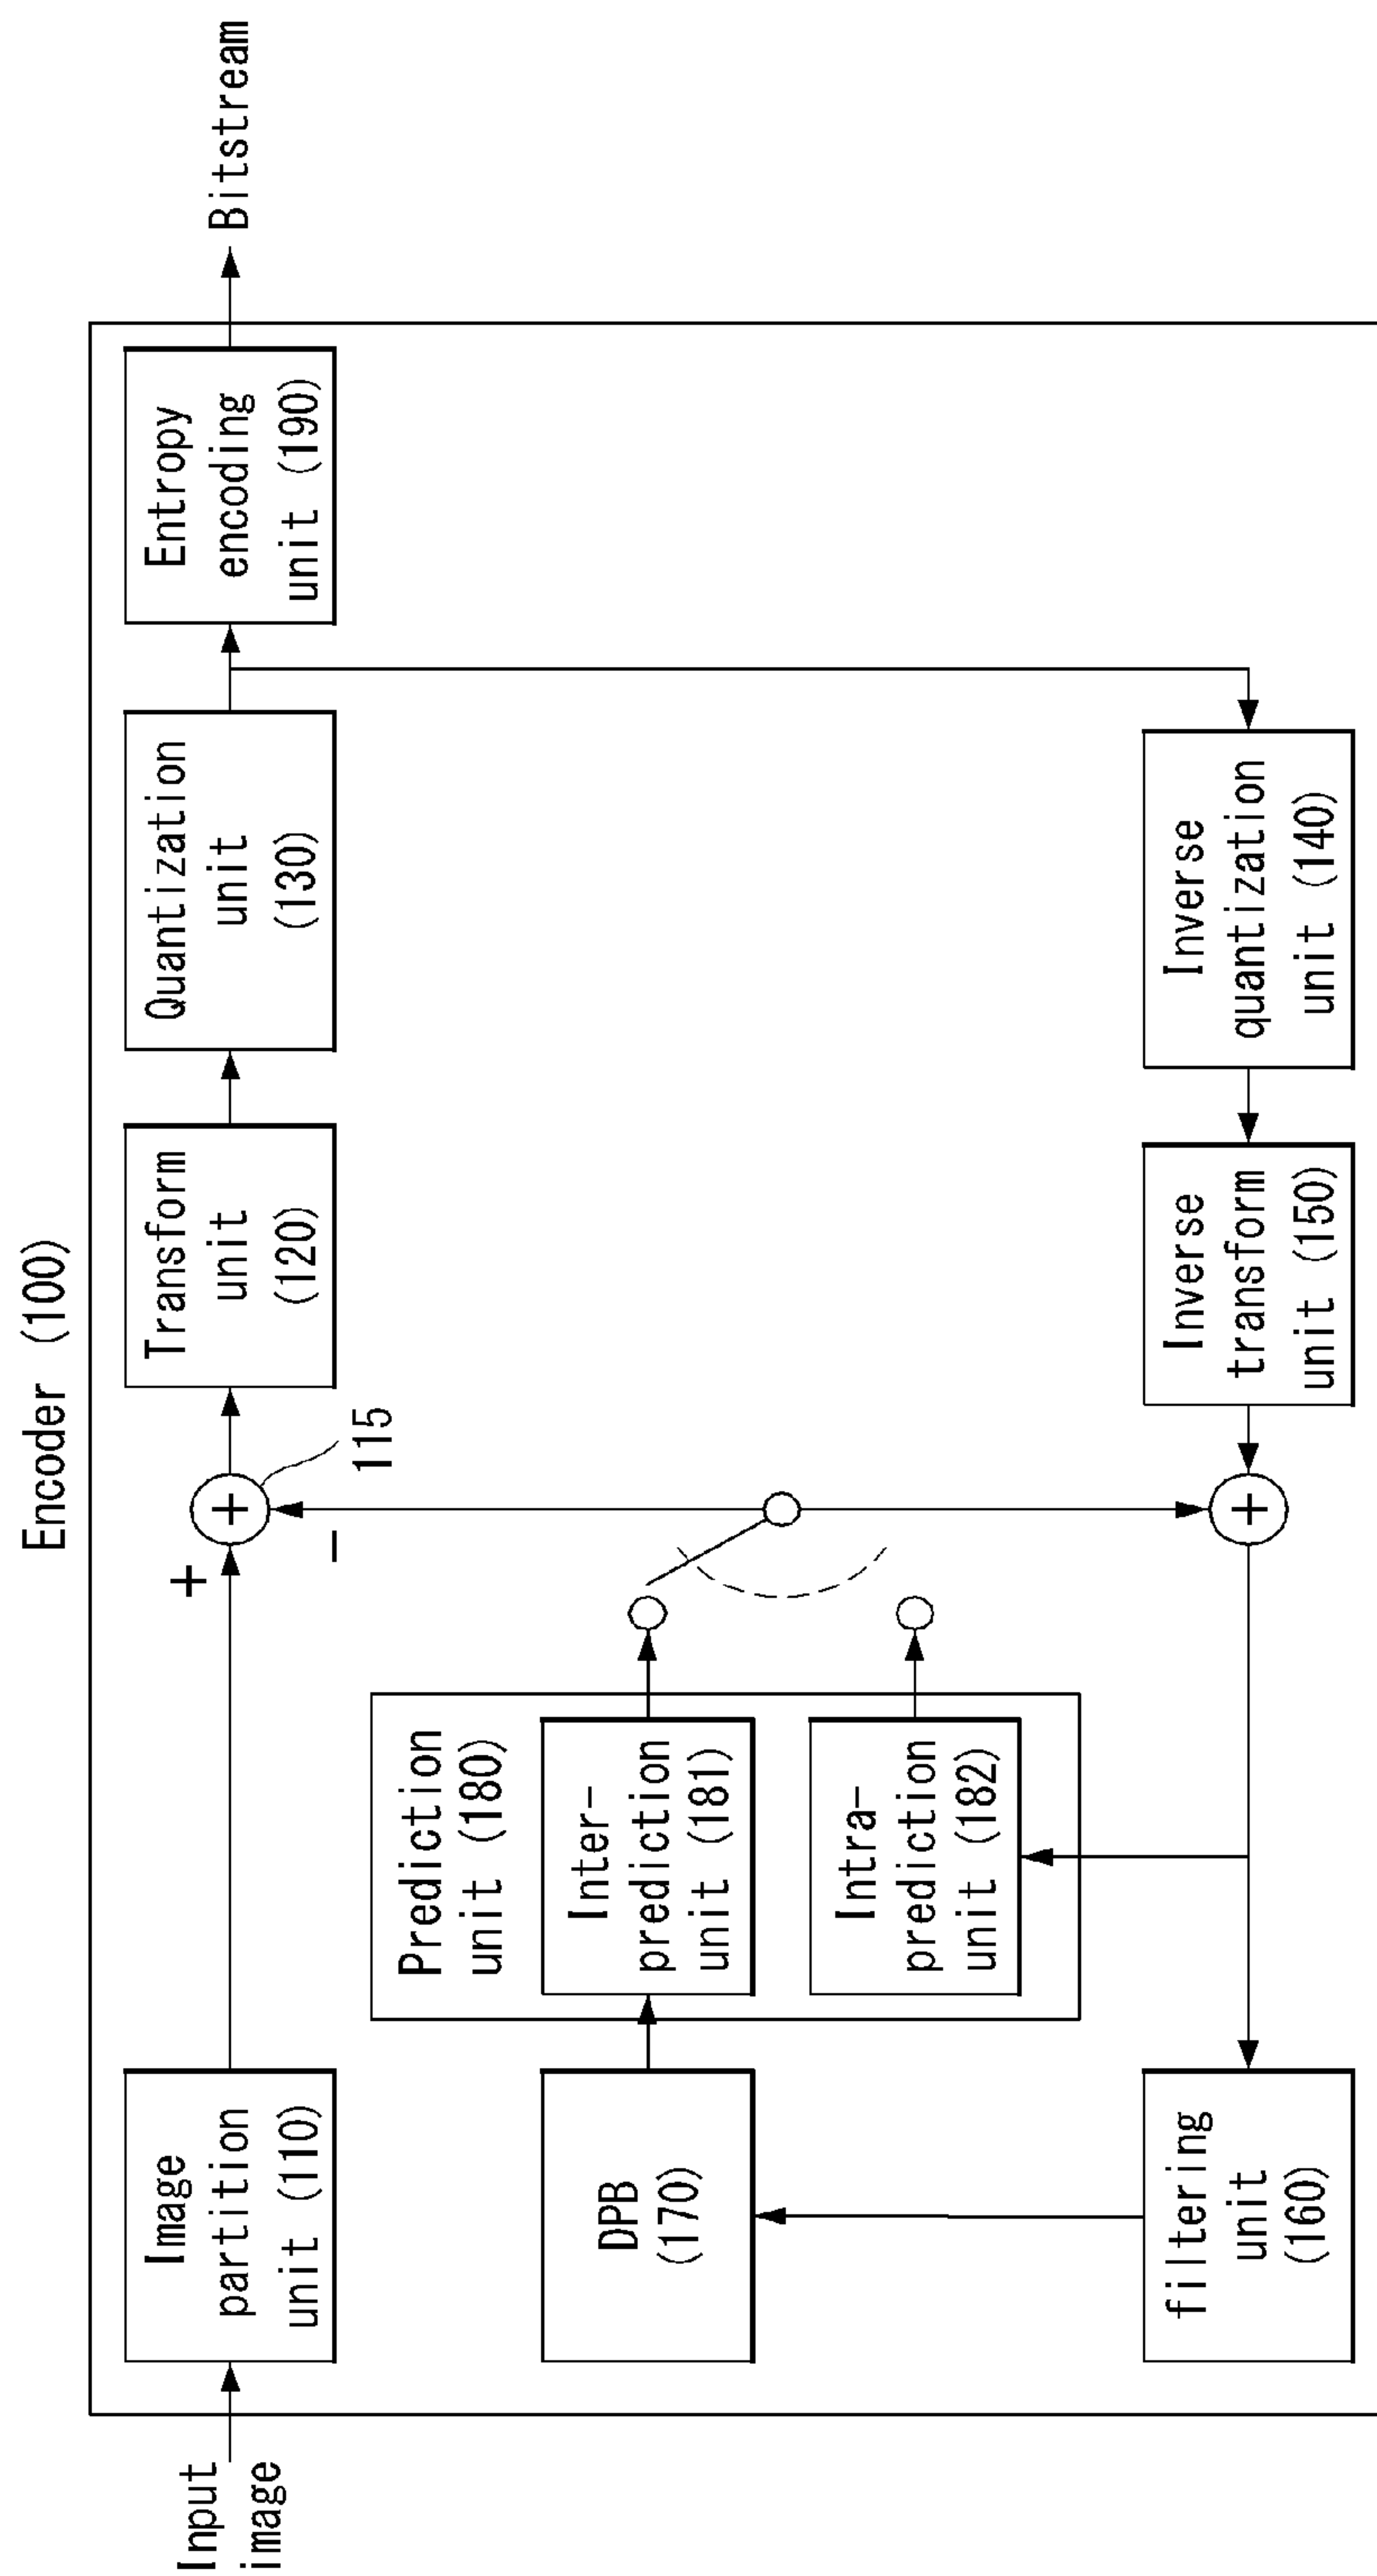 Encoder (100)
Input
image
Image
partition
unit (110)
+
−
+
115
Transform
unit
(120)
Quantization
unit
(130)
Entropy
encoding
unit (190)
Bitstream
Prediction
unit (180)
DPB
(170)
Inter-
prediction
unit (181)
Intra-
prediction
unit (182)
filtering
unit
(160)
+
Inverse
transform
unit (150)
Inverse
quantization
unit (140)